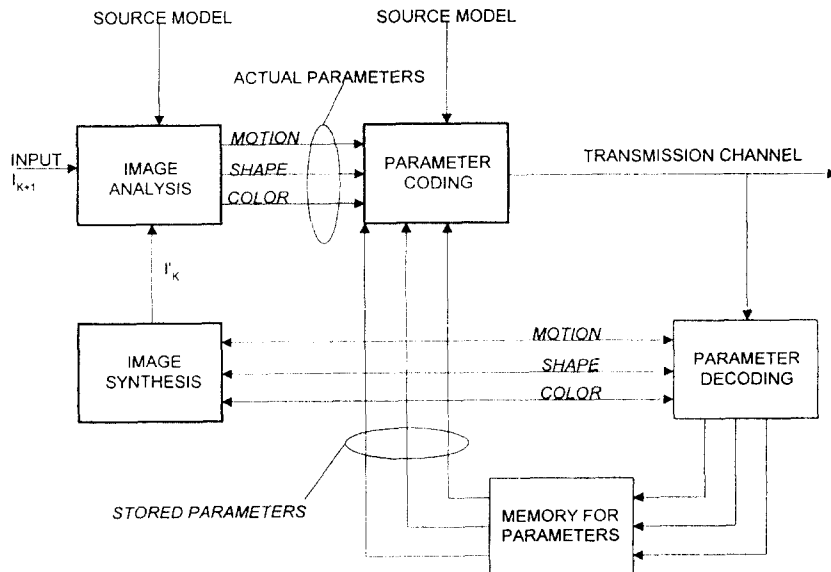 SOURCE MODEL
SOURCE MODEL
ACTUAL PARAMETERS
INPUT
I_{K+1}
IMAGE
ANALYSIS
MOTION
SHAPE
COLOR
PARAMETER
CODING
TRANSMISSION CHANNEL
I'_K
IMAGE
SYNTHESIS
MOTION
SHAPE
COLOR
PARAMETER
DECODING
STORED PARAMETERS
MEMORY FOR
PARAMETERS